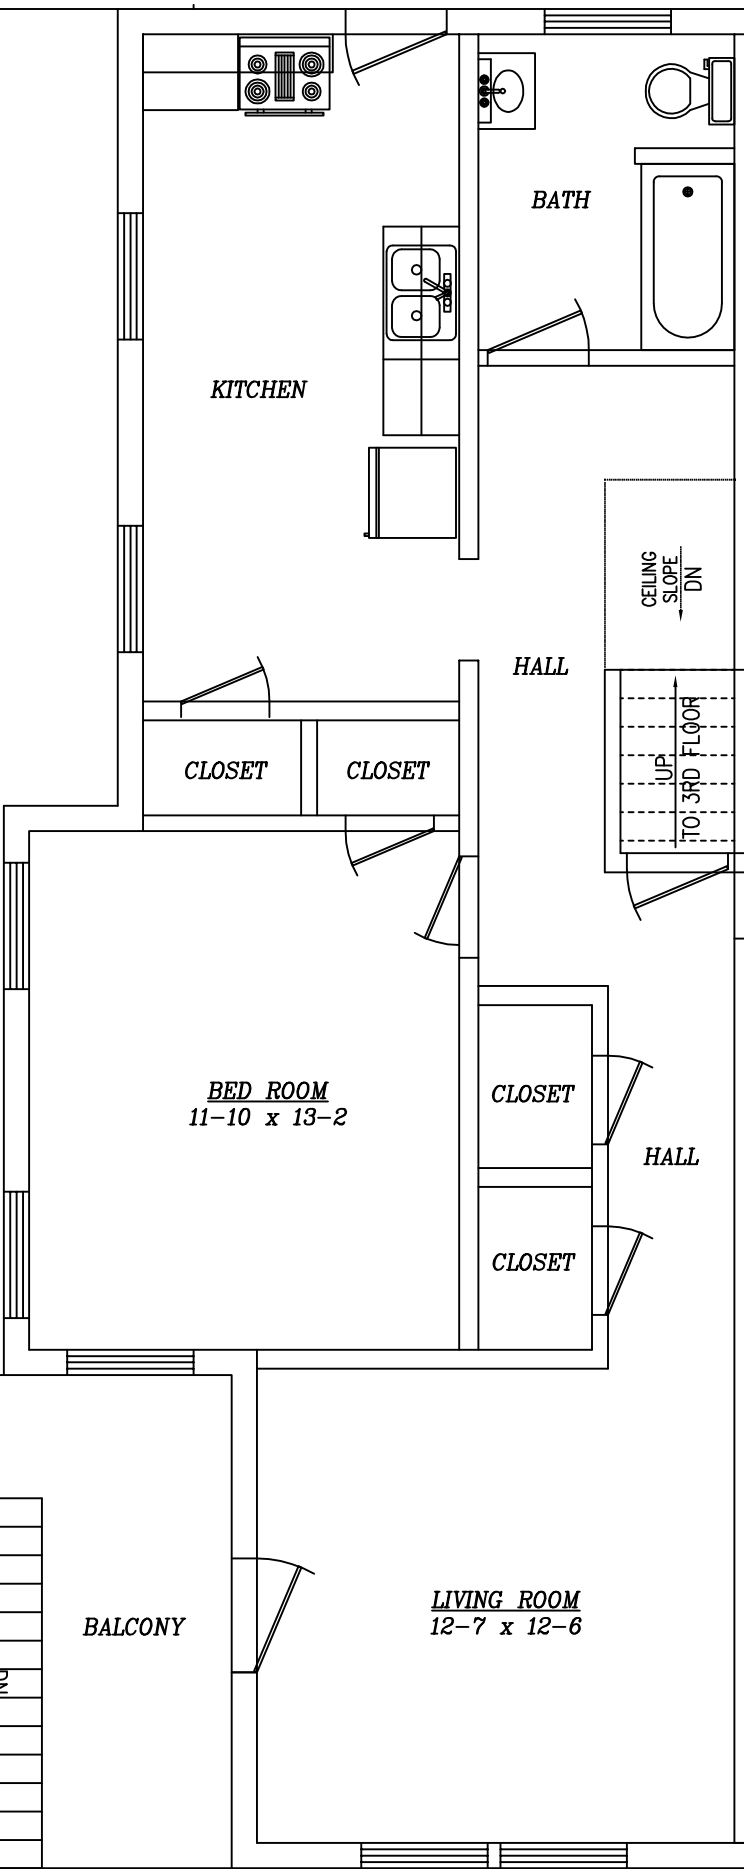 BATH
KITCHEN
CEILING
SLOPE
DN
HALL
UP
TO 3RD FLOOR
CLOSET
CLOSET
BED ROOM
11-10 x 13-2
CLOSET
HALL
CLOSET
LIVING ROOM
12-7 x 12-6
BALCONY